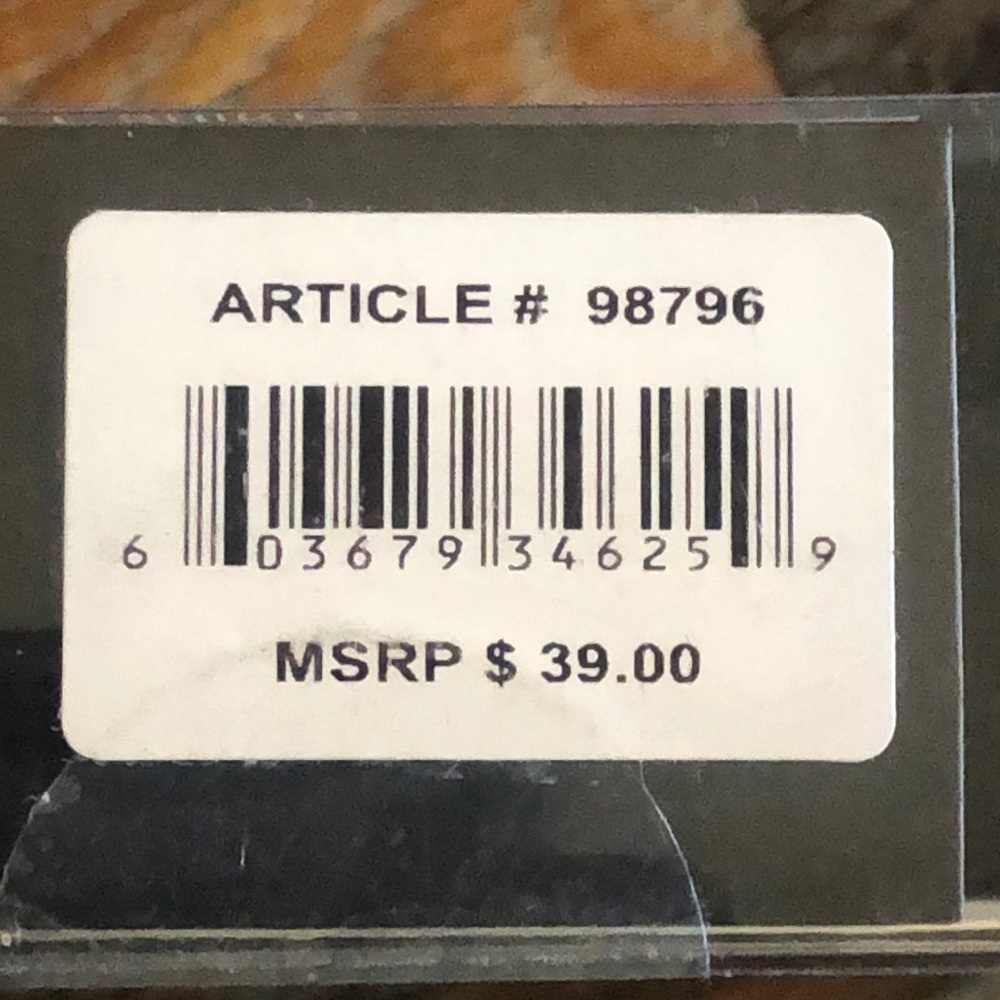 ARTICLE # 98796
6 03679 34625 9
MSRP $ 39.00